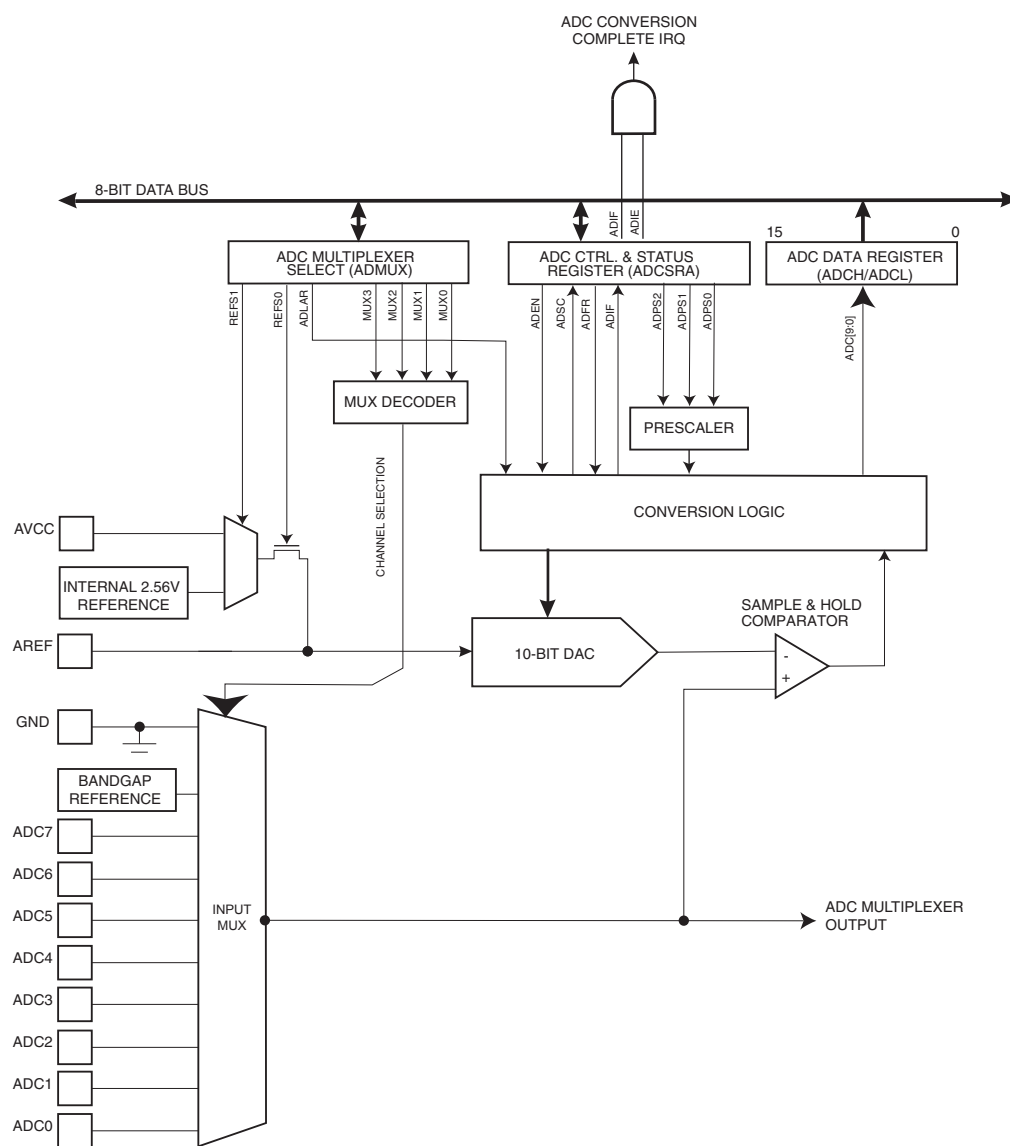 ADC CONVERSION
COMPLETE IRQ
8-BIT DATA BUS
ADIF
ADIE
15
0
ADC MULTIPLEXER
SELECT (ADMUX)
ADC CTRL. & STATUS
REGISTER (ADCSRA)
ADC DATA REGISTER
(ADCH/ADCL)
REFS1
REFS0
ADLAR
MUX3
MUX2
MUX1
MUX0
ADEN
ADSC
ADFR
ADIF
ADPS2
ADPS1
ADPS0
ADC[9:0]
MUX DECODER
PRESCALER
CHANNEL SELECTION
CONVERSION LOGIC
AVCC
INTERNAL 2.56V
REFERENCE
SAMPLE & HOLD
COMPARATOR
AREF
10-BIT DAC
-
+
GND
BANDGAP
REFERENCE
ADC7
ADC6
ADC5
INPUT
MUX
ADC MULTIPLEXER
OUTPUT
ADC4
ADC3
ADC2
ADC1
ADC0